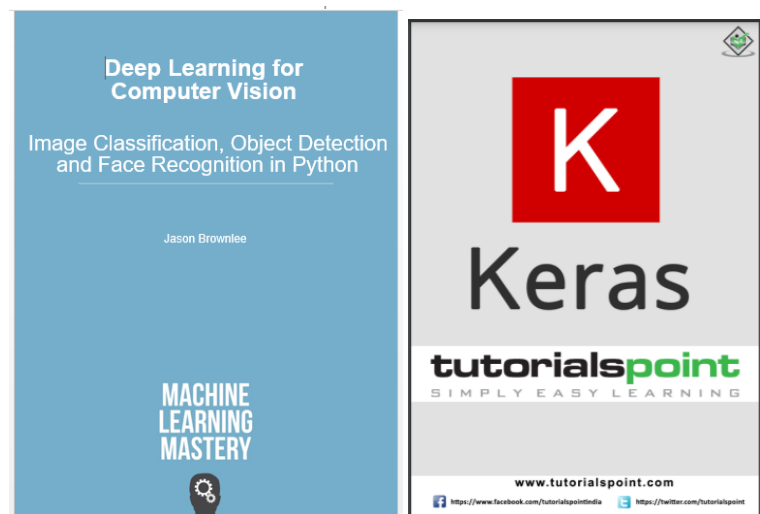 Deep Learning for
Computer Vision
Image Classification, Object Detection
and Face Recognition in Python
Jason Brownlee
MACHINE
LEARNING
MASTERY
K
Keras
tutorialspoint
SIMPLY EASY LEARNING
www.tutorialspoint.com
https://www.facebook.com/tutorialspointindia
https://twitter.com/tutorialspoint